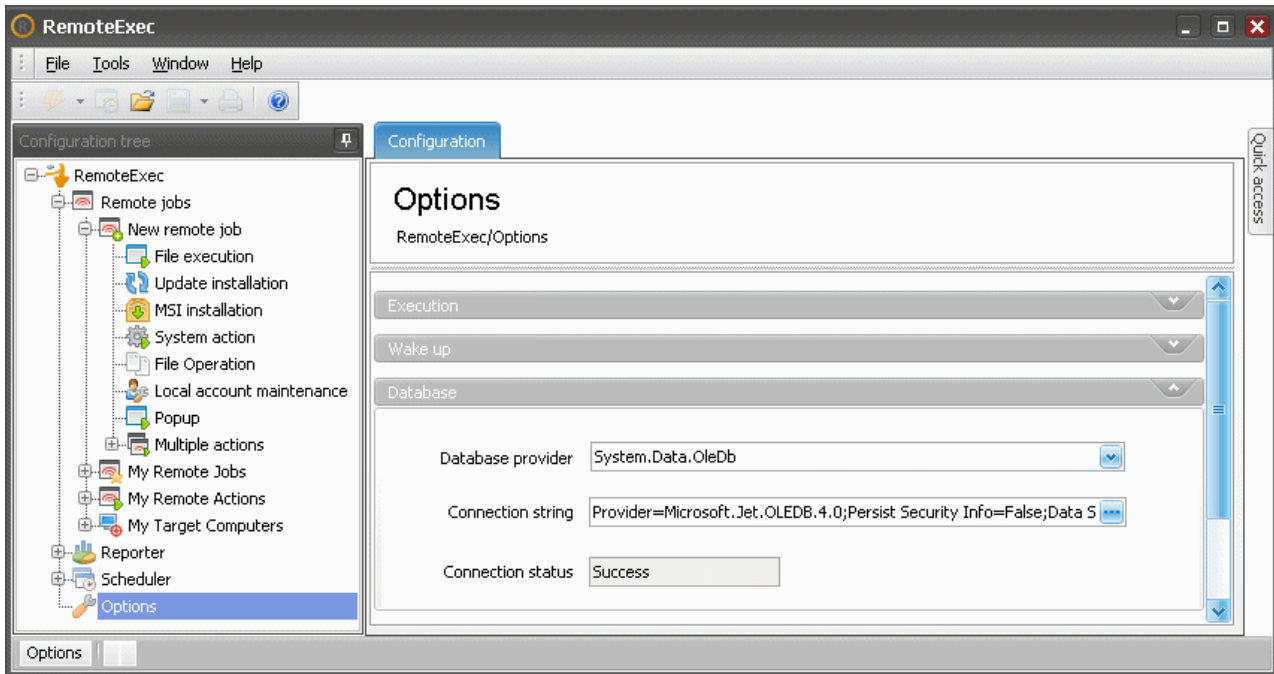 RemoteExec
File Tools Window Help
Configuration tree
Configuration
Quick access
RemoteExec
Remote jobs
New remote job
File execution
Update installation
MSI installation
System action
File Operation
Local account maintenance
Popup
Multiple actions
My Remote Jobs
My Remote Actions
My Target Computers
Reporter
Scheduler
Options
Options
RemoteExec/Options
Execution
Wake up
Database
Database provider System.Data.OleDb
Connection string Provider=Microsoft.Jet.OLEDB.4.0;Persist Security Info=False;Data S
Connection status Success
Options